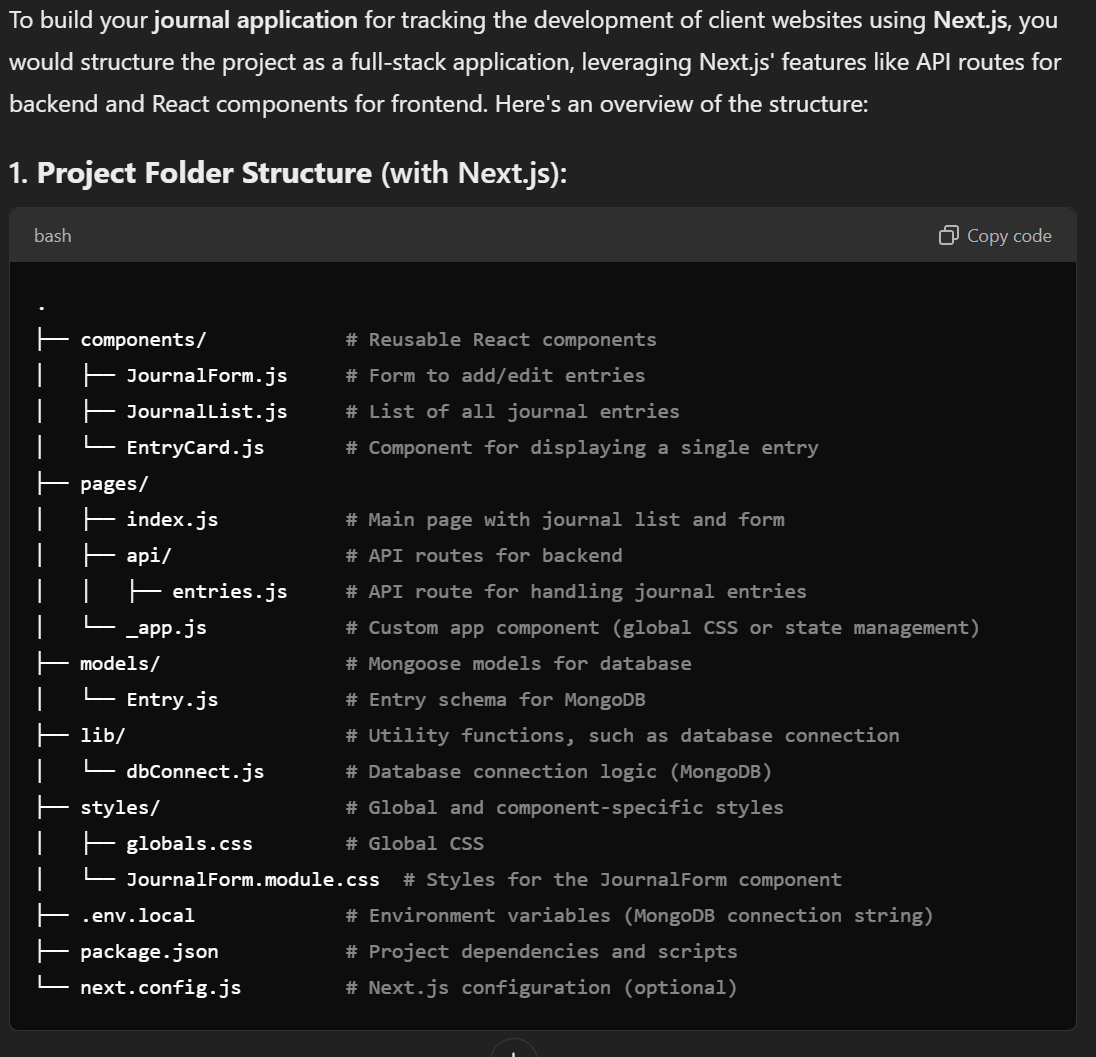 To build your journal application for tracking the development of client websites using Next.js, you
would structure the project as a full-stack application, leveraging Next.js' features like API routes for
backend and React components for frontend. Here's an overview of the structure:
1. Project Folder Structure (with Next.js):
bash Copy code
.
├── components/ # Reusable React components
│   ├── JournalForm.js # Form to add/edit entries
│   ├── JournalList.js # List of all journal entries
│   └── EntryCard.js # Component for displaying a single entry
├── pages/
│   ├── index.js # Main page with journal list and form
│   ├── api/ # API routes for backend
│   │   ├── entries.js # API route for handling journal entries
│   └── _app.js # Custom app component (global CSS or state management)
├── models/ # Mongoose models for database
│   └── Entry.js # Entry schema for MongoDB
├── lib/ # Utility functions, such as database connection
│   └── dbConnect.js # Database connection logic (MongoDB)
├── styles/ # Global and component-specific styles
│   ├── globals.css # Global CSS
│   └── JournalForm.module.css # Styles for the JournalForm component
├── .env.local # Environment variables (MongoDB connection string)
├── package.json # Project dependencies and scripts
└── next.config.js # Next.js configuration (optional)